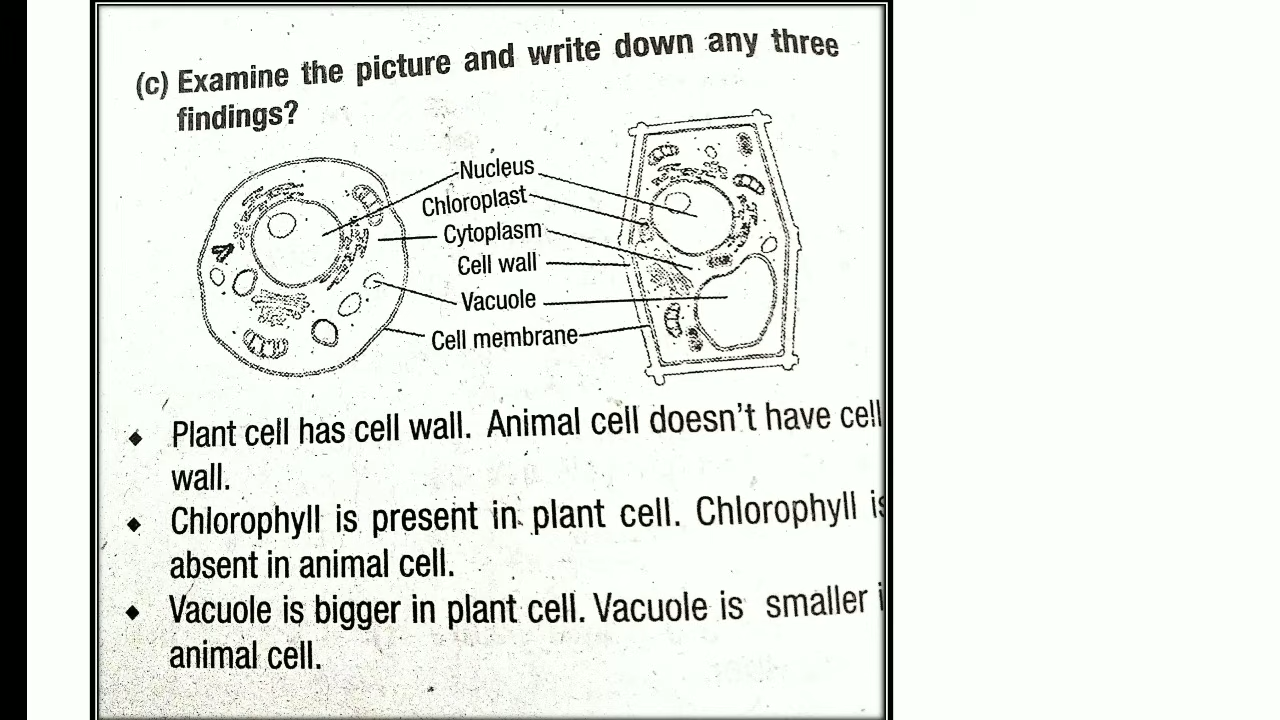 (c) Examine the picture and write down any three
findings?
Nucleus
Chloroplast
Cytoplasm
Cell wall
Vacuole
Cell membrane
♦ Plant cell has cell wall. Animal cell doesn't have cell
wall.
♦ Chlorophyll is present in plant cell. Chlorophyll is
absent in animal cell.
♦ Vacuole is bigger in plant cell. Vacuole is smaller
animal cell.